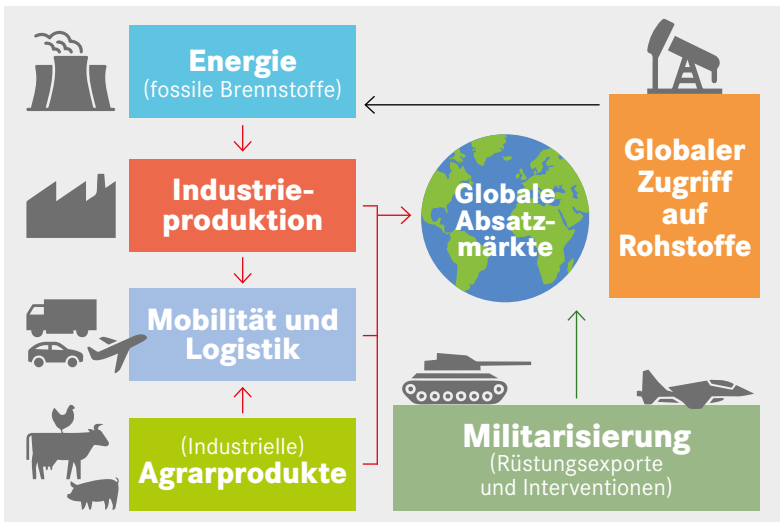 Energie
(fossile Brennstoffe)
Industrie-
produktion
Mobilität und
Logistik
(Industrielle)
Agrarprodukte
Globale
Absatz-
märkte
Globaler
Zugriff
auf
Rohstoffe
Militarisierung
(Rüstungsexporte
und Interventionen)